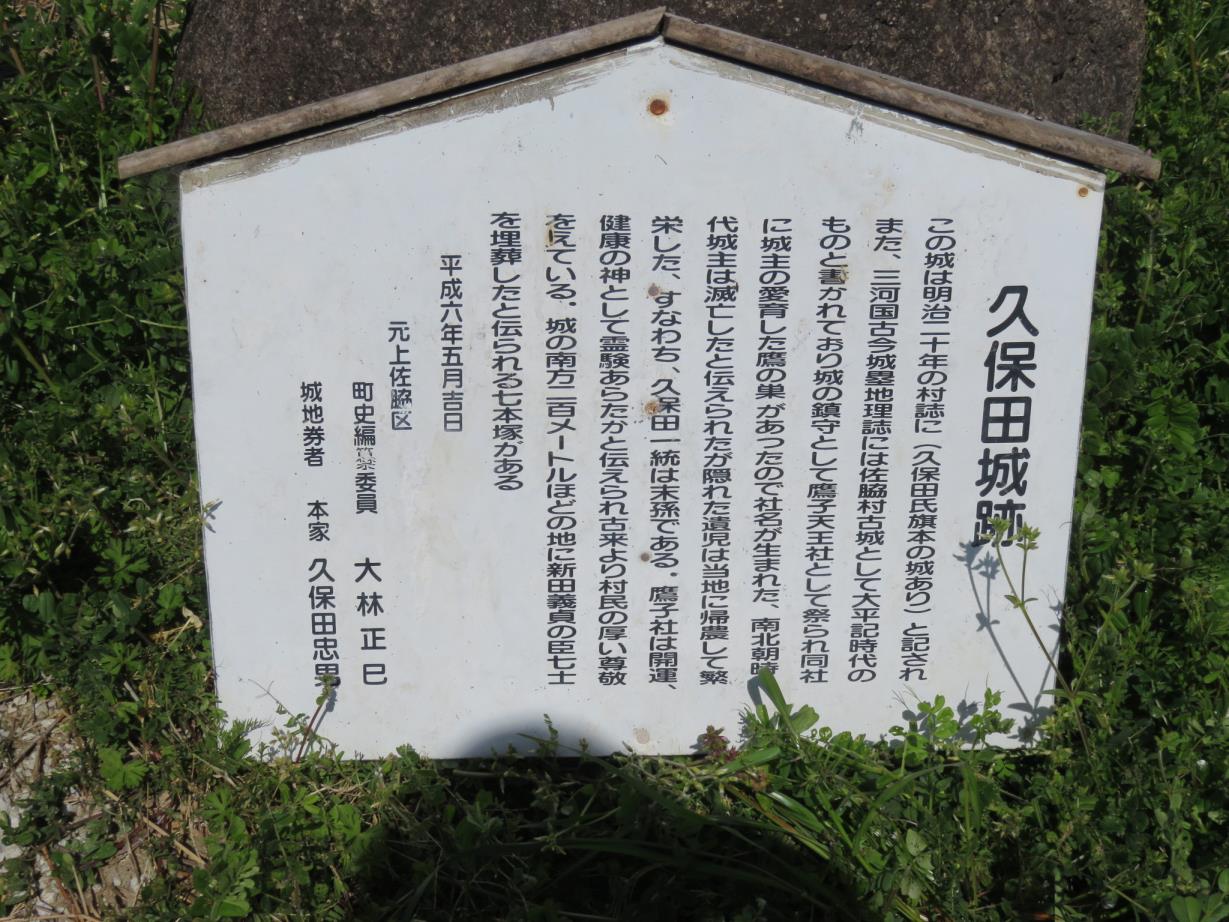 久保田城跡
この城は明治二十年の村誌に（久保田氏旗本の城あり）と記され
また、三河国古今城塁地理誌には佐脇村古城として太平記時代の
ものと書かれており城の鎮守として鷹子天王社として祭られ同社
に城主の愛育した鷹の巣があったので社名が生まれた、南北朝時
代城主は滅亡したと伝えられたが隠れた遺児は当地に帰農して繁
栄した、すなわち、久保田一統は末孫である．鷹子社は開運、
健康の神として霊験あらたかと伝えられ古来より村民の厚い尊敬
をえている．城の南方二百メートルほどの地に新田義貞の臣七士
を埋葬したと伝られる七本塚がある
平成六年五月吉日
元上佐脇区
町史編纂委員 大林正巳
城地券者 本家 久保田忠男